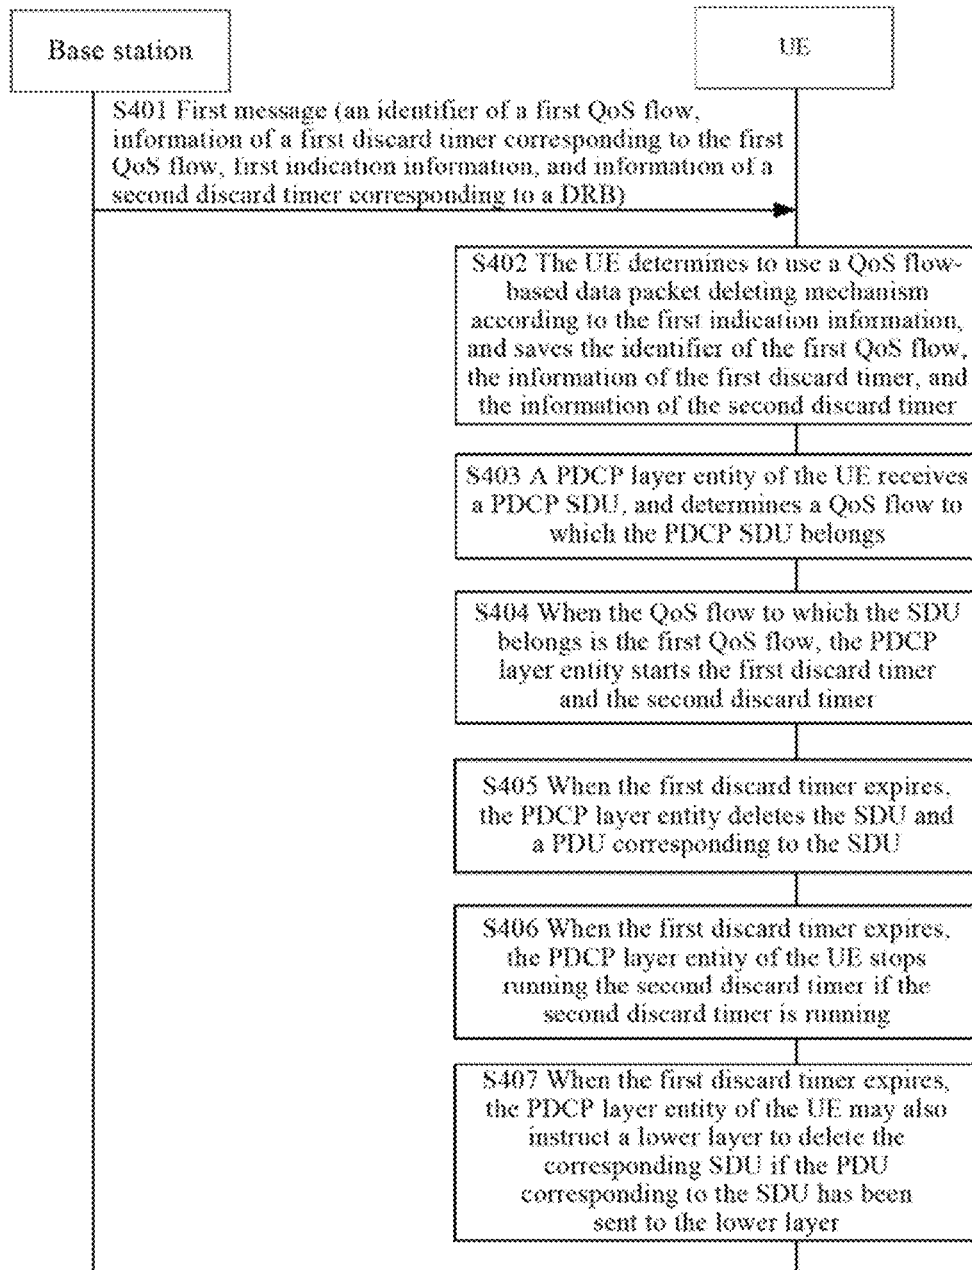 Base station
UE
S401 First message (an identifier of a first QoS flow,
information of a first discard timer corresponding to the first
QoS flow, first indication information, and information of a
second discard timer corresponding to a DRB)
S402 The UE determines to use a QoS flow-
based data packet deleting mechanism
according to the first indication information,
and saves the identifier of the first QoS flow,
the information of the first discard timer, and
the information of the second discard timer
S403 A PDCP layer entity of the UE receives
a PDCP SDU, and determines a QoS flow to
which the PDCP SDU belongs
S404 When the QoS flow to which the SDU
belongs is the first QoS flow, the PDCP
layer entity starts the first discard timer
and the second discard timer
S405 When the first discard timer expires,
the PDCP layer entity deletes the SDU and
a PDU corresponding to the SDU
S406 When the first discard timer expires,
the PDCP layer entity of the UE stops
running the second discard timer if the
second discard timer is running
S407 When the first discard timer expires,
the PDCP layer entity of the UE may also
instruct a lower layer to delete the
corresponding SDU if the PDU
corresponding to the SDU has been
sent to the lower layer